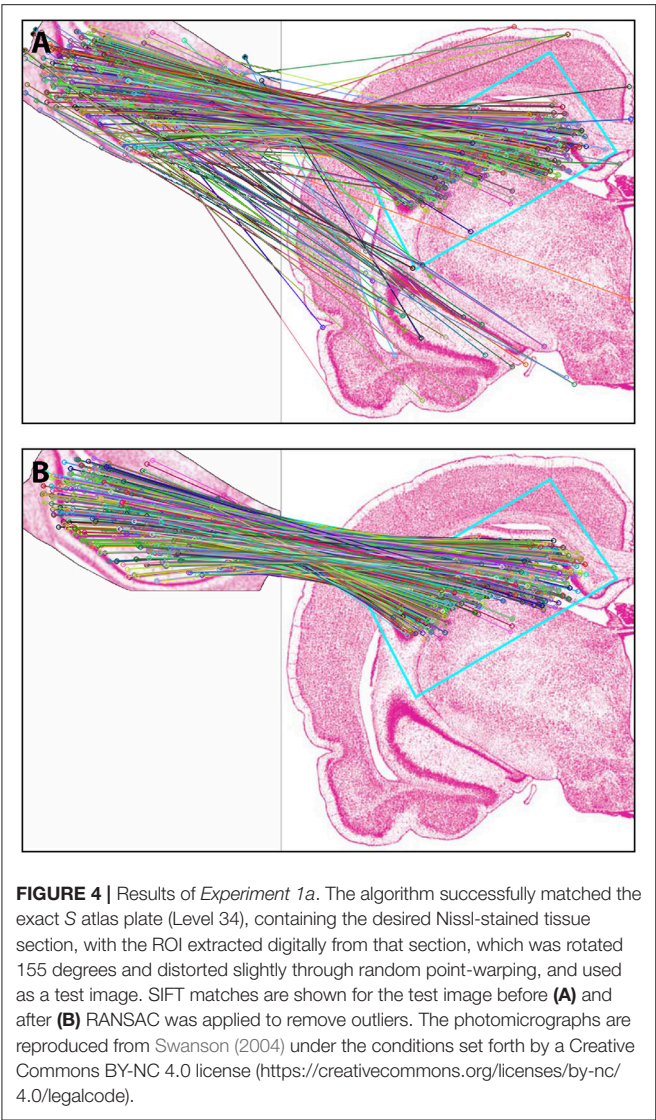 A
B
FIGURE 4 | Results of Experiment 1a. The algorithm successfully matched the
exact S atlas plate (Level 34), containing the desired Nissl-stained tissue
section, with the ROI extracted digitally from that section, which was rotated
155 degrees and distorted slightly through random point-warping, and used
as a test image. SIFT matches are shown for the test image before (A) and
after (B) RANSAC was applied to remove outliers. The photomicrographs are
reproduced from Swanson (2004) under the conditions set forth by a Creative
Commons BY-NC 4.0 license (https://creativecommons.org/licenses/by-nc/
4.0/legalcode).